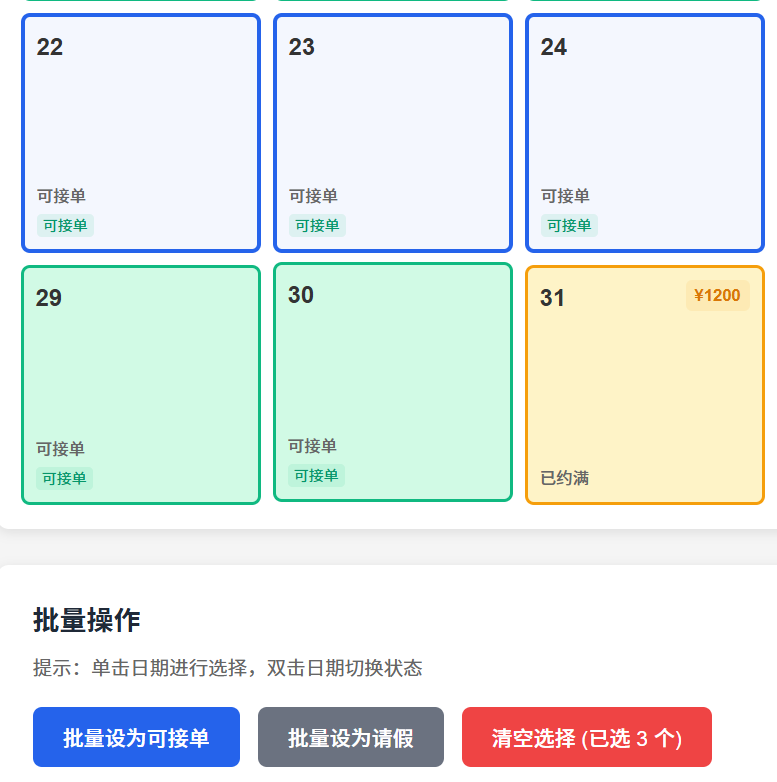 22
23
24
可接单
可接单
可接单
可接单
可接单
可接单
29
30
31
¥1200
可接单
可接单
可接单
可接单
已约满
批量操作
提示：单击日期进行选择，双击日期切换状态
批量设为可接单
批量设为请假
清空选择 (已选 3 个)